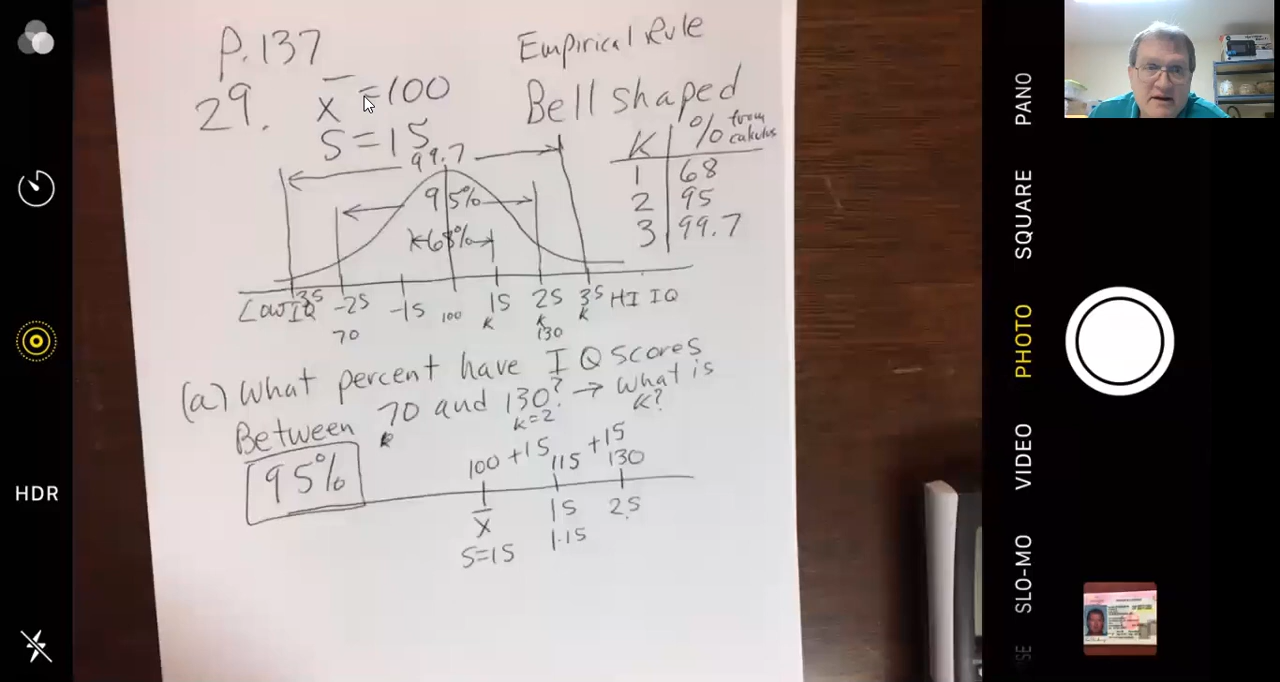 P.137
Empirical Rule
29. x̄ = 100
Bell shaped
S = 15
K | % from calculus
1 | 68
2 | 95
3 | 99.7
99.7
95%
68%
Low IQ -3S -2S -1S 100 1S 2S 3S HI IQ
K K K
70 130
(a) What percent have IQ scores
Between 70 and 130? → what is
K K=2 K?
95%
100 +15 115 +15 130
x̄ 1S 2S
S=15 1·15
HDR
PANO
SQUARE
PHOTO
VIDEO
SLO-MO
SE